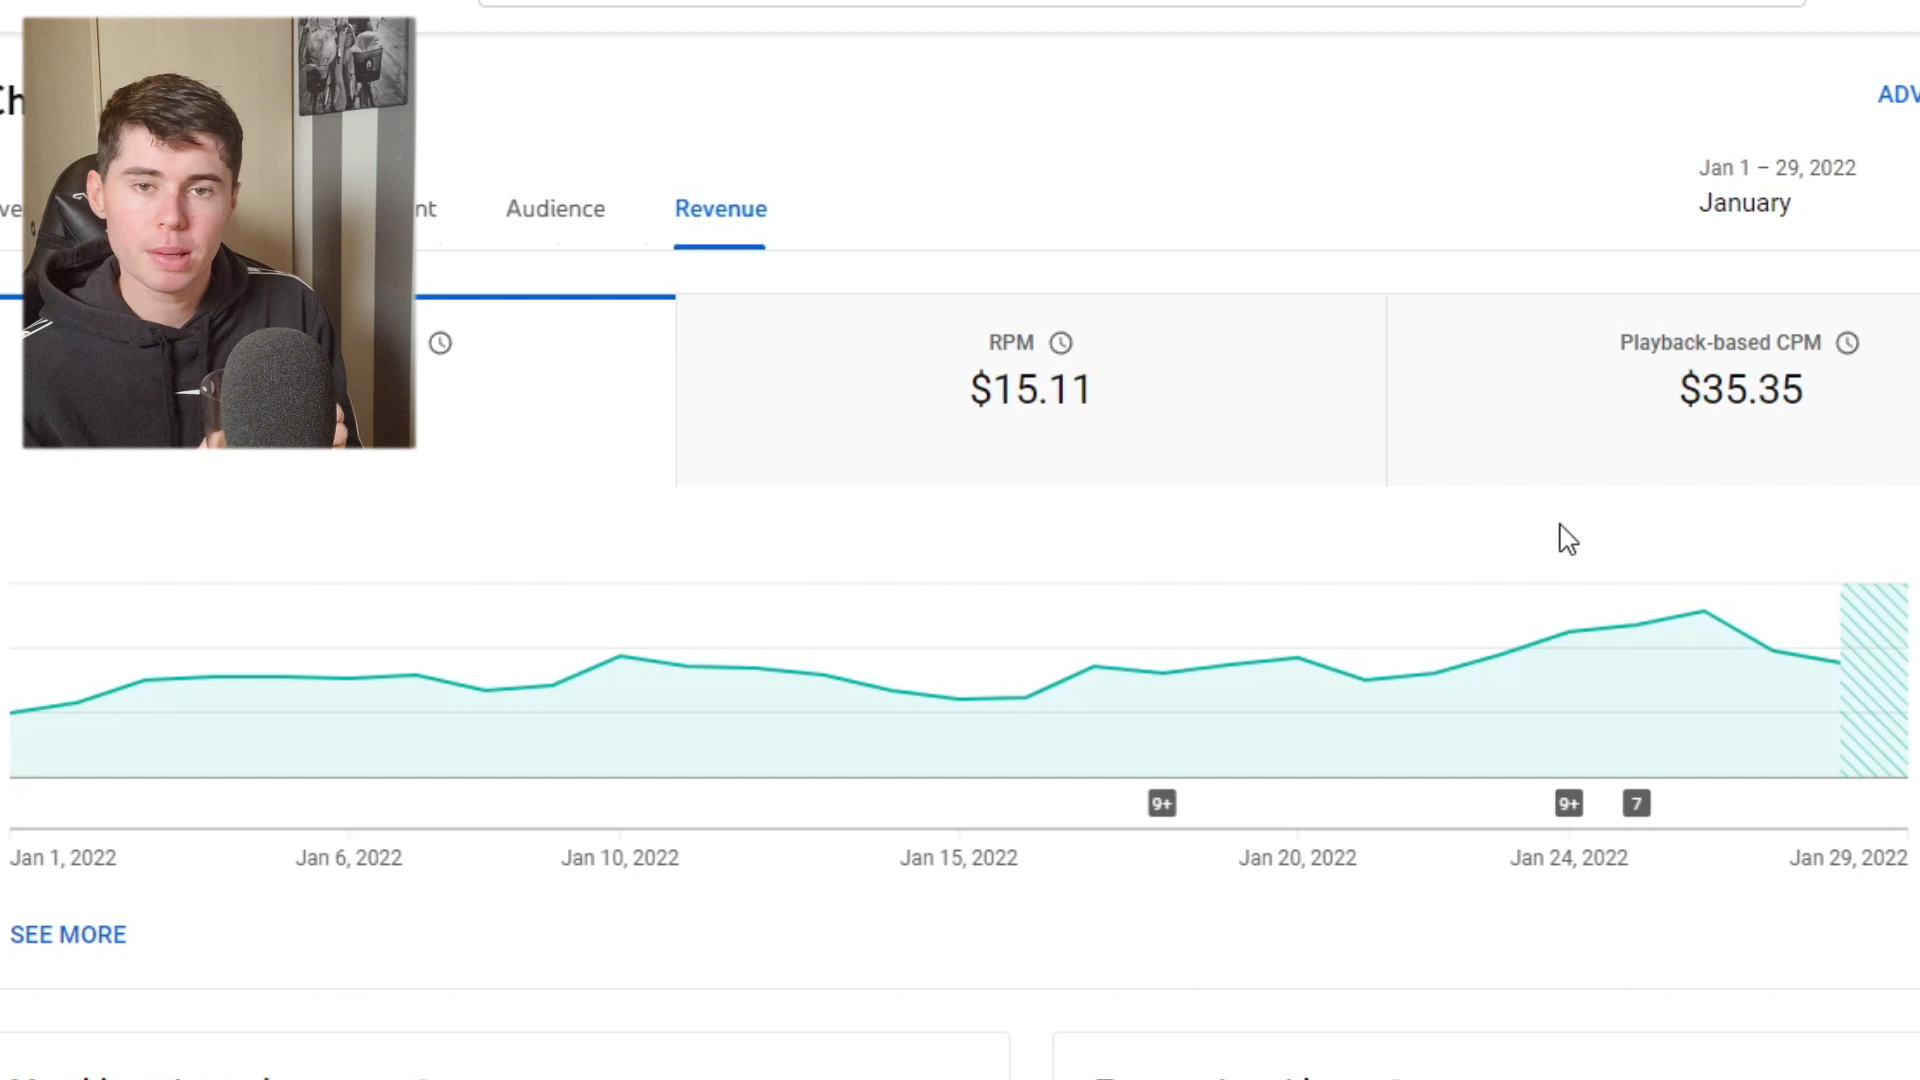 Ch
ADV
Jan 1 – 29, 2022
January
ve
nt
Audience
Revenue
RPM
$15.11
Playback-based CPM
$35.35
9+
9+
7
Jan 1, 2022
Jan 6, 2022
Jan 10, 2022
Jan 15, 2022
Jan 20, 2022
Jan 24, 2022
Jan 29, 2022
SEE MORE